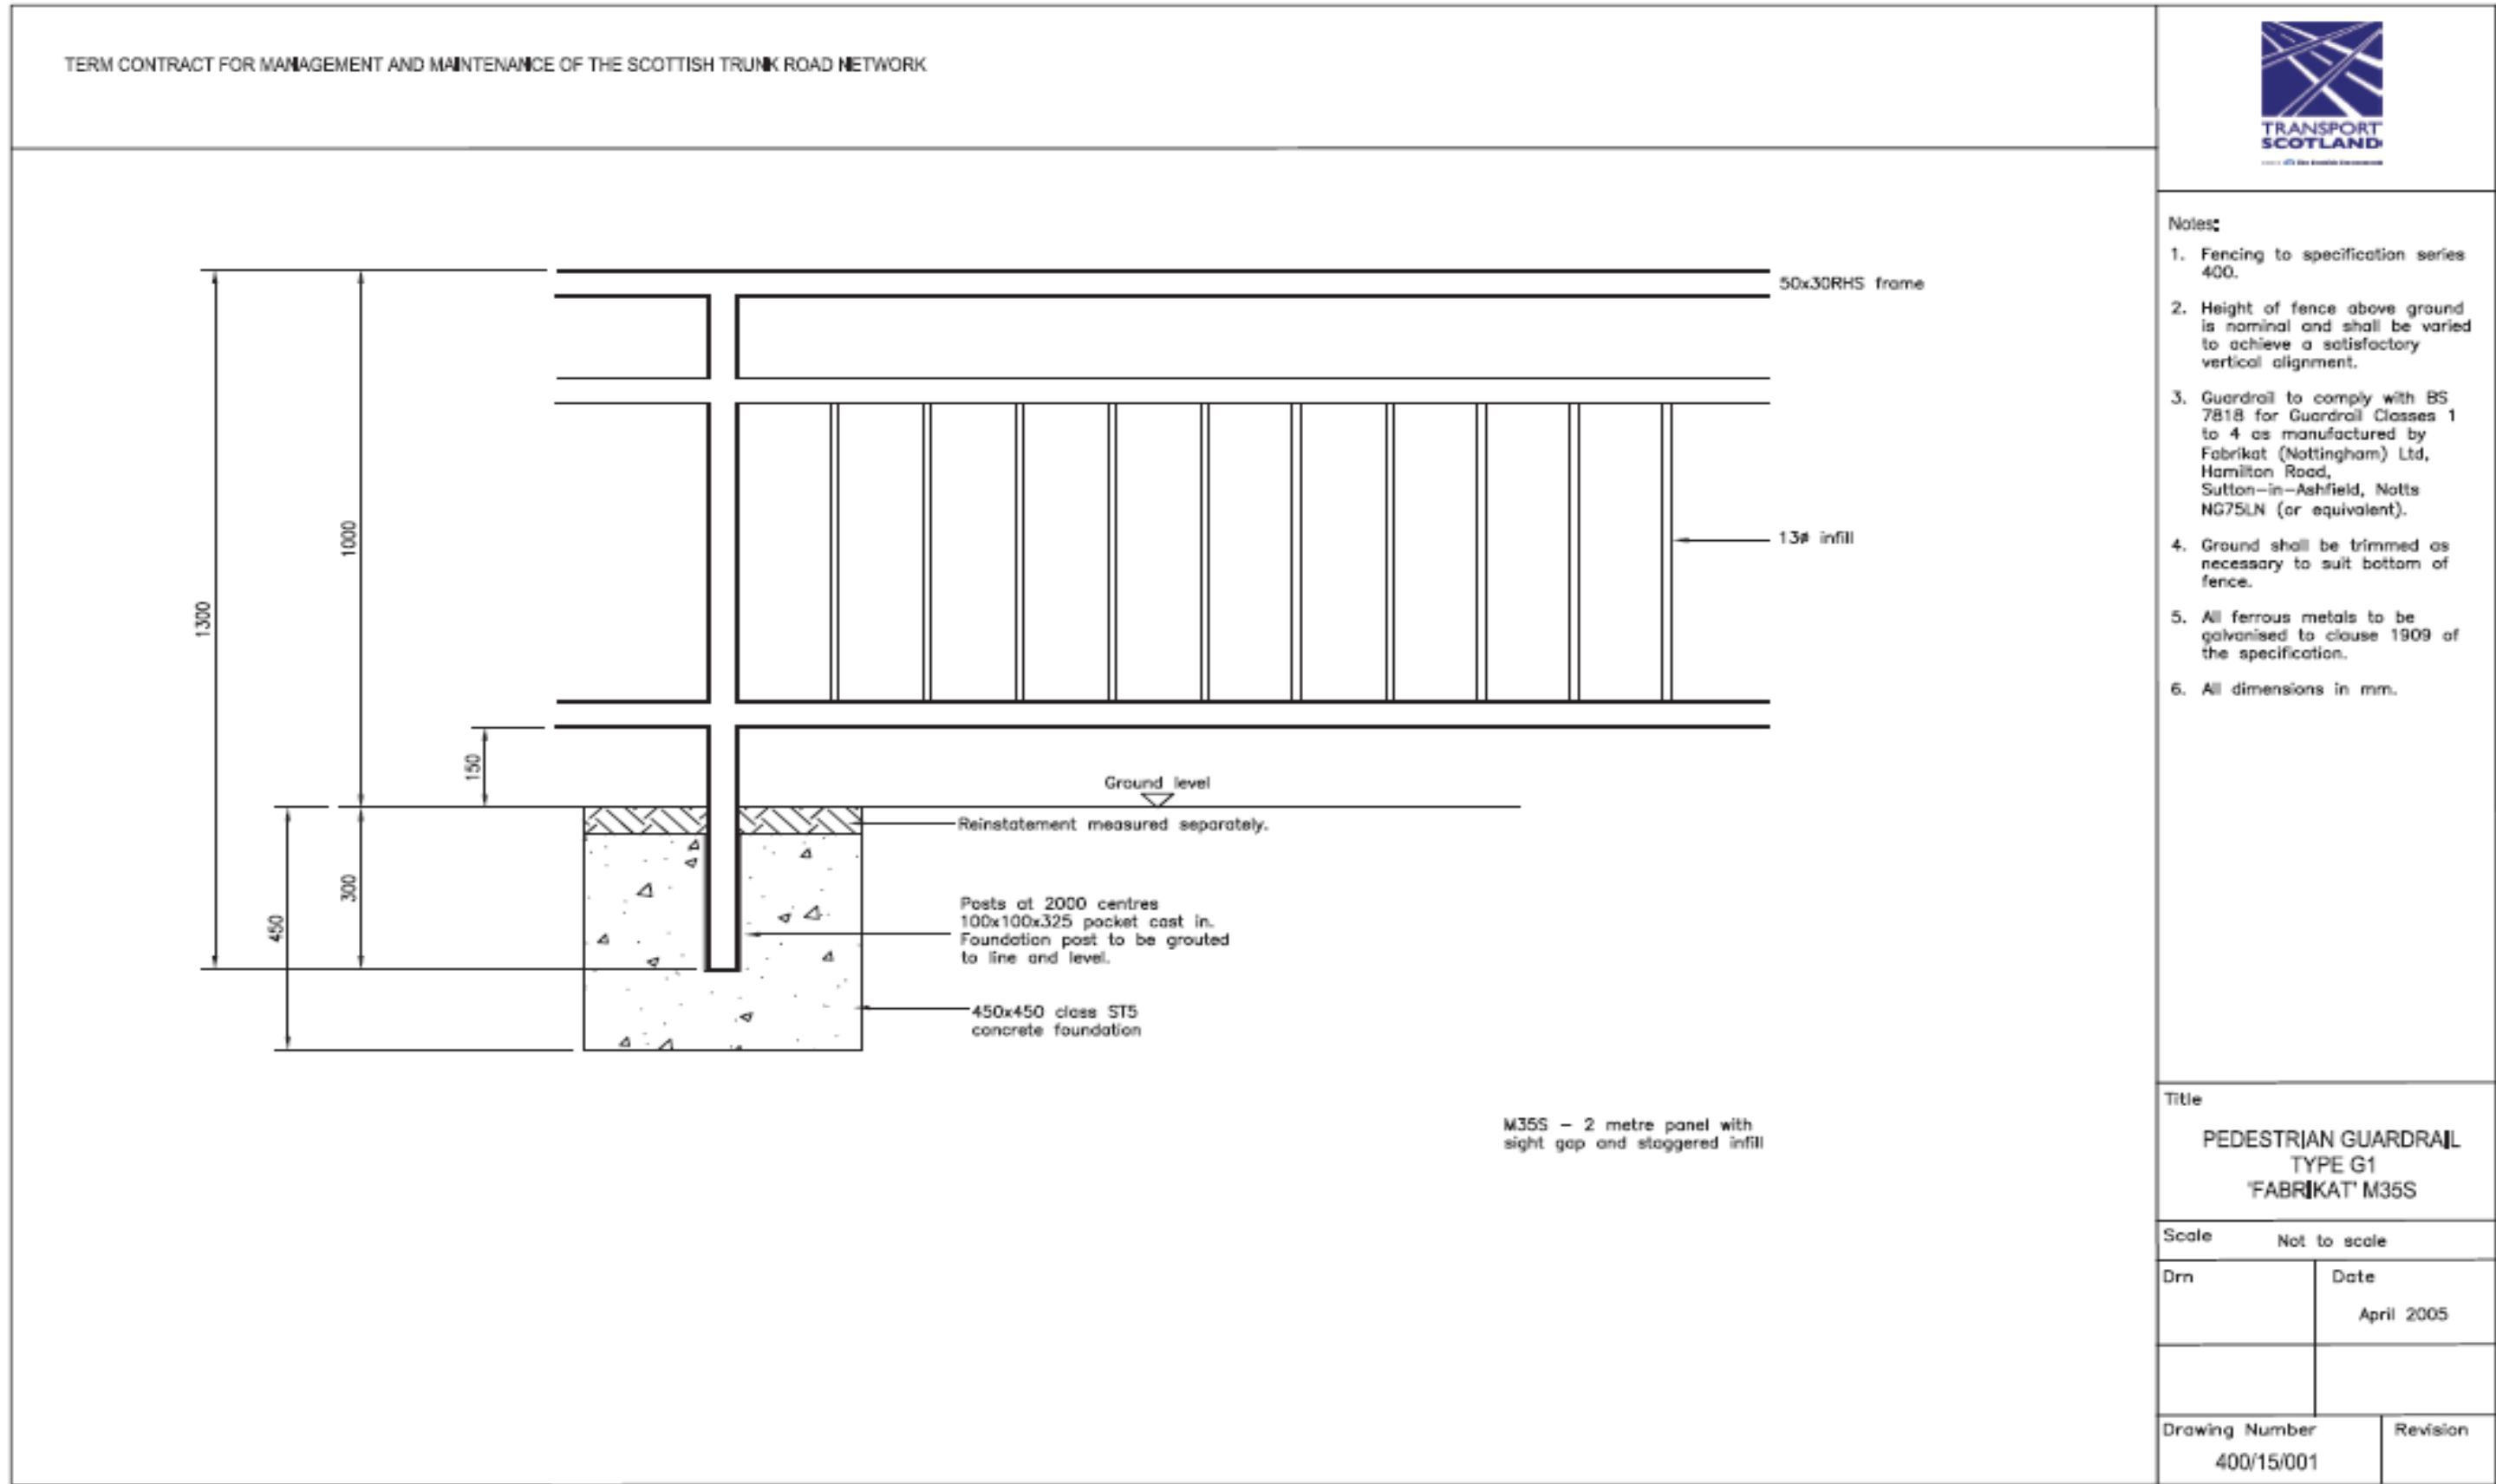 TERM CONTRACT FOR MANAGEMENT AND MAINTENANCE OF THE SCOTTISH TRUNK ROAD NETWORK
TRANSPORT
SCOTLAND
Notes:
1. Fencing to specification series
400.
2. Height of fence above ground
is nominal and shall be varied
to achieve a satisfactory
vertical alignment.
3. Guardrail to comply with BS
7818 for Guardrail Classes 1
to 4 as manufactured by
Fabrikat (Nottingham) Ltd,
Hamilton Road,
Sutton-in-Ashfield, Notts
NG75LN (or equivalent).
4. Ground shall be trimmed as
necessary to suit bottom of
fence.
5. All ferrous metals to be
galvanised to clause 1909 of
the specification.
6. All dimensions in mm.
50x30RHS frame
13ø infill
1000
1300
150
300
450
Ground level
Reinstatement measured separately.
Posts at 2000 centres
100x100x325 pocket cast in.
Foundation post to be grouted
to line and level.
450x450 class ST5
concrete foundation
M35S - 2 metre panel with
sight gap and staggered infill
Title
PEDESTRIAN GUARDRAIL
TYPE G1
'FABRIKAT' M35S
Scale Not to scale
Drn
Date
April 2005
Drawing Number
400/15/001
Revision